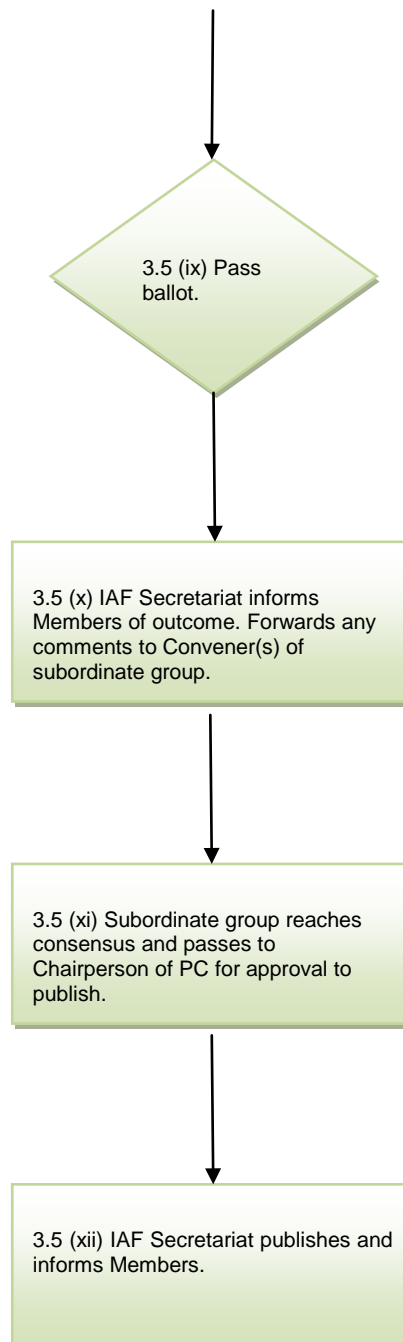 3.5 (ix) Pass
ballot.
3.5 (x) IAF Secretariat informs
Members of outcome. Forwards any
comments to Convener(s) of
subordinate group.
3.5 (xi) Subordinate group reaches
consensus and passes to
Chairperson of PC for approval to
publish.
3.5 (xii) IAF Secretariat publishes and
informs Members.